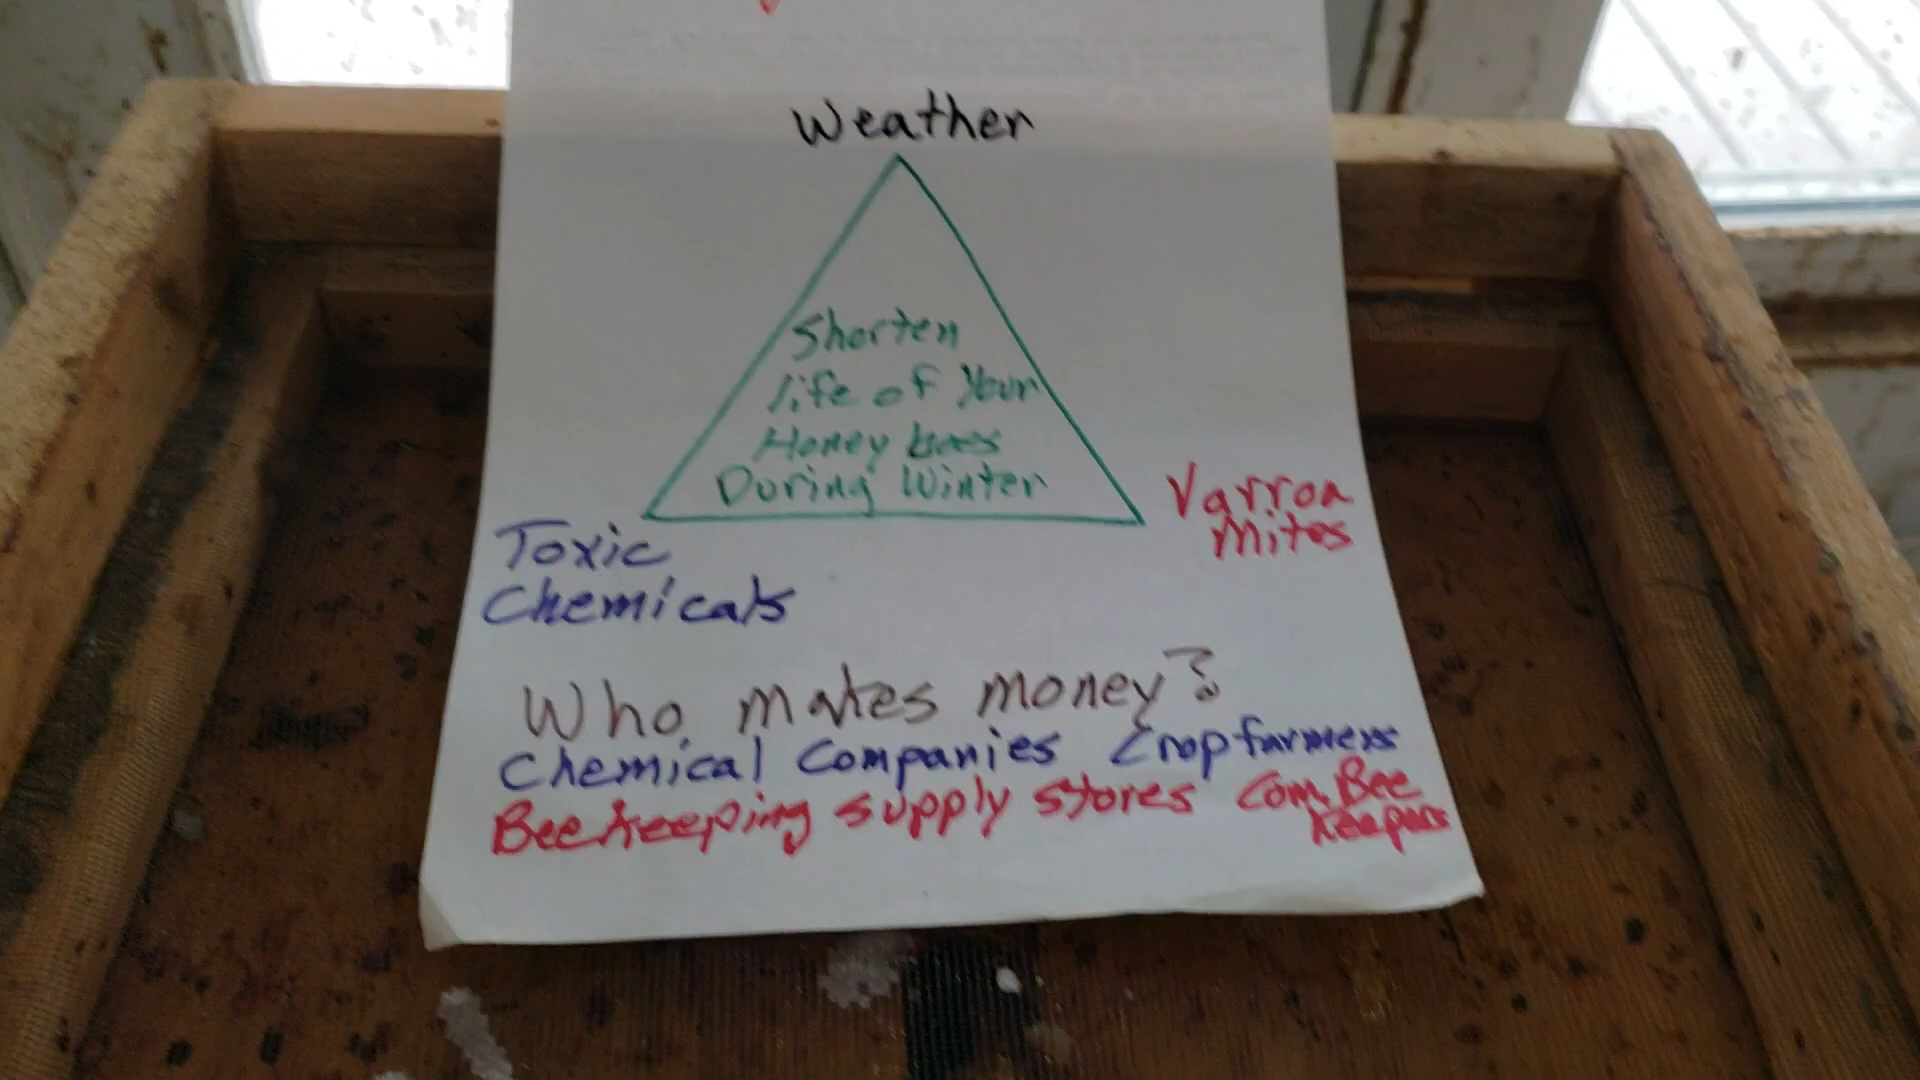 Weather
Shorten
life of Your
Honey bees
During Winter
Varroa
Mites
Toxic
Chemicals
Who makes money?
Chemical Companies Crop farmers
Beekeeping supply stores Com. Bee
Keepers